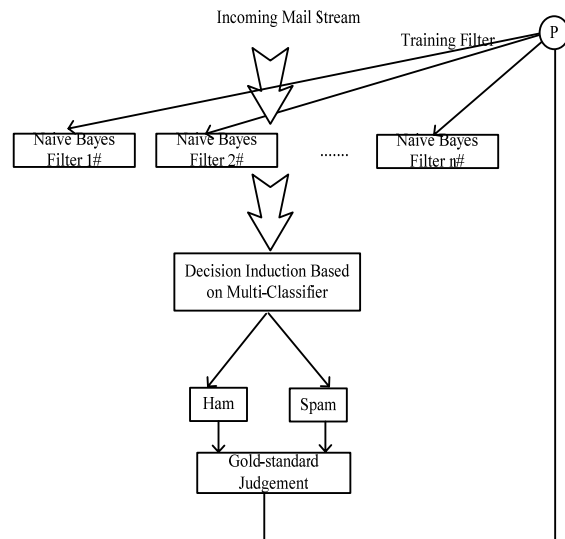 Incoming Mail Stream
Training Filter
P
Naive Bayes
Filter 1#
Naive Bayes
Filter 2#
.......
Naive Bayes
Filter n#
Decision Induction Based
on Multi-Classifier
Ham
Spam
Gold-standard
Judgement